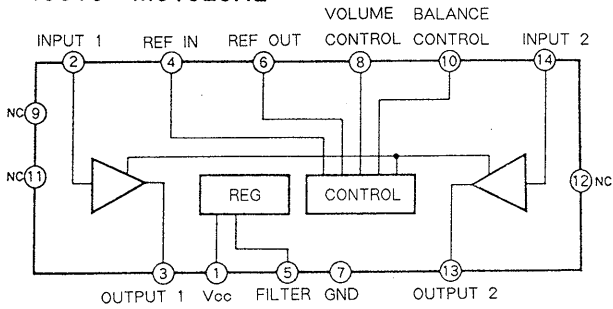 VOLUME BALANCE
INPUT 1 REF IN REF OUT CONTROL CONTROL INPUT 2
2 4 6 8 10 14
NC 9
NC 11
12 NC
REG CONTROL
3 1 5 7 13
OUTPUT 1 Vcc FILTER GND OUTPUT 2